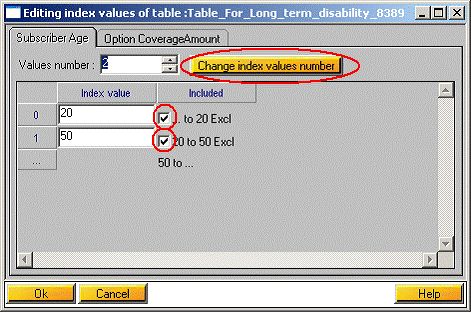 Editing index values of table :Table_For_Long_term_disability_8389
Subscriber Age Option CoverageAmount
Values number : 2 Change index values number
Index value Included
0 20 ... to 20 Excl
1 50 20 to 50 Excl
... 50 to ...
Ok Cancel Help